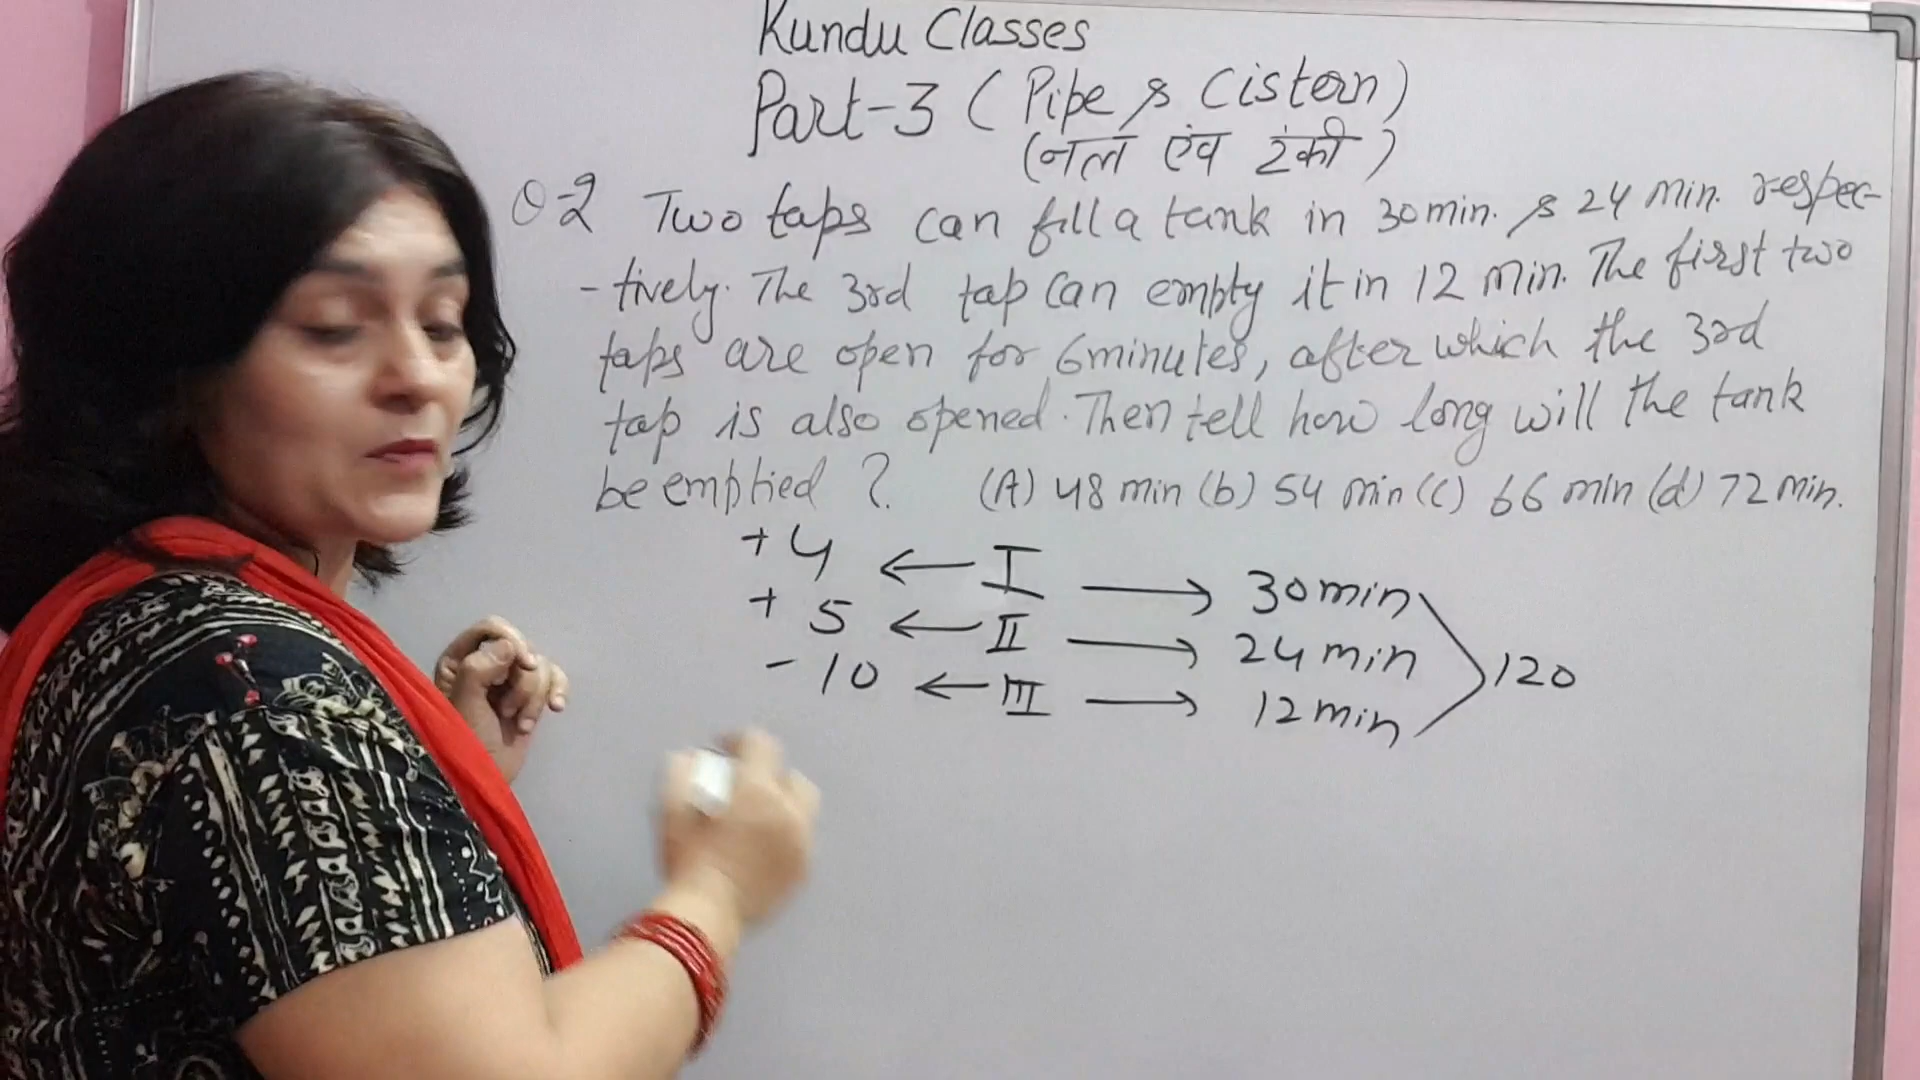 Kundu Classes
Part-3 (Pipe & Cistern)
(नल एंव टंकी)
Q-2 Two taps can fill a tank in 30 min. & 24 min. respec-
-tively. The 3rd tap can empty it in 12 min. The first two
taps are open for 6 minutes, after which the 3rd
tap is also opened. Then tell how long will the tank
be emptied ? (A) 48 min (b) 54 min (c) 66 min (d) 72 min.
+4 ← I → 30 min
+ 5 ← II → 24 min
120
- 10 ← III → 12 min